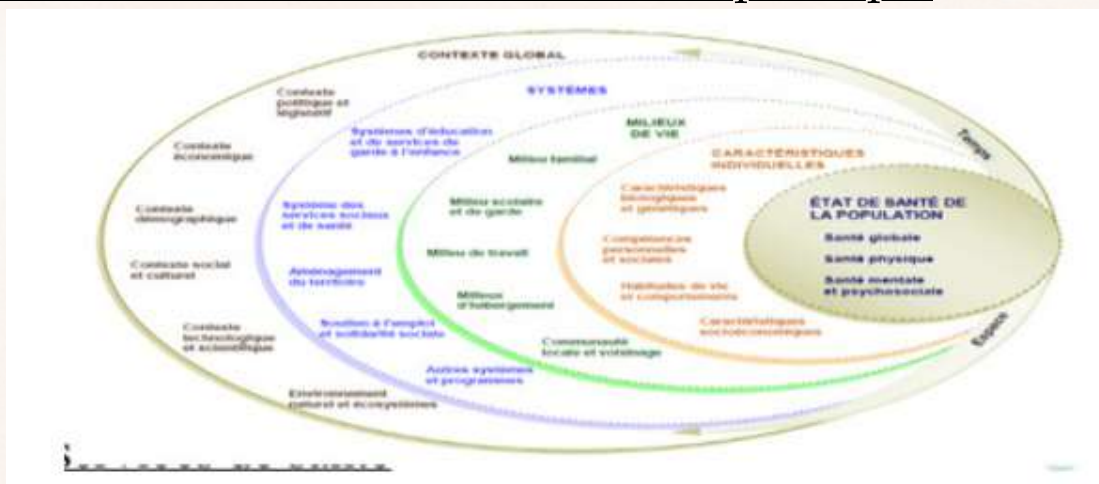 CONTEXTE GLOBAL
Contexte
politique et
législatif
Contexte
économique
Contexte
démographique
Contexte social
et culturel
Contexte
technologique
et scientifique
Environnement
naturel et écosystèmes
SYSTÈMES
Systèmes d'éducation
et de services de
garde à l'enfance
Système des
services sociaux
et de santé
Aménagement
du territoire
Soutien à l'emploi
et solidarité sociale
Autres systèmes
et programmes
MILIEUX
DE VIE
Milieu familial
Milieu scolaire
et de garde
Milieu de travail
Milieux
d'hébergement
Communauté
locale et voisinage
CARACTÉRISTIQUES
INDIVIDUELLES
Caractéristiques
biologiques
et génétiques
Compétences
personnelles
et sociales
Habitudes de vie
et comportements
Caractéristiques
socioéconomiques
ÉTAT DE SANTÉ DE
LA POPULATION
Santé globale
Santé physique
Santé mentale
et psychosociale
Temps
Espace